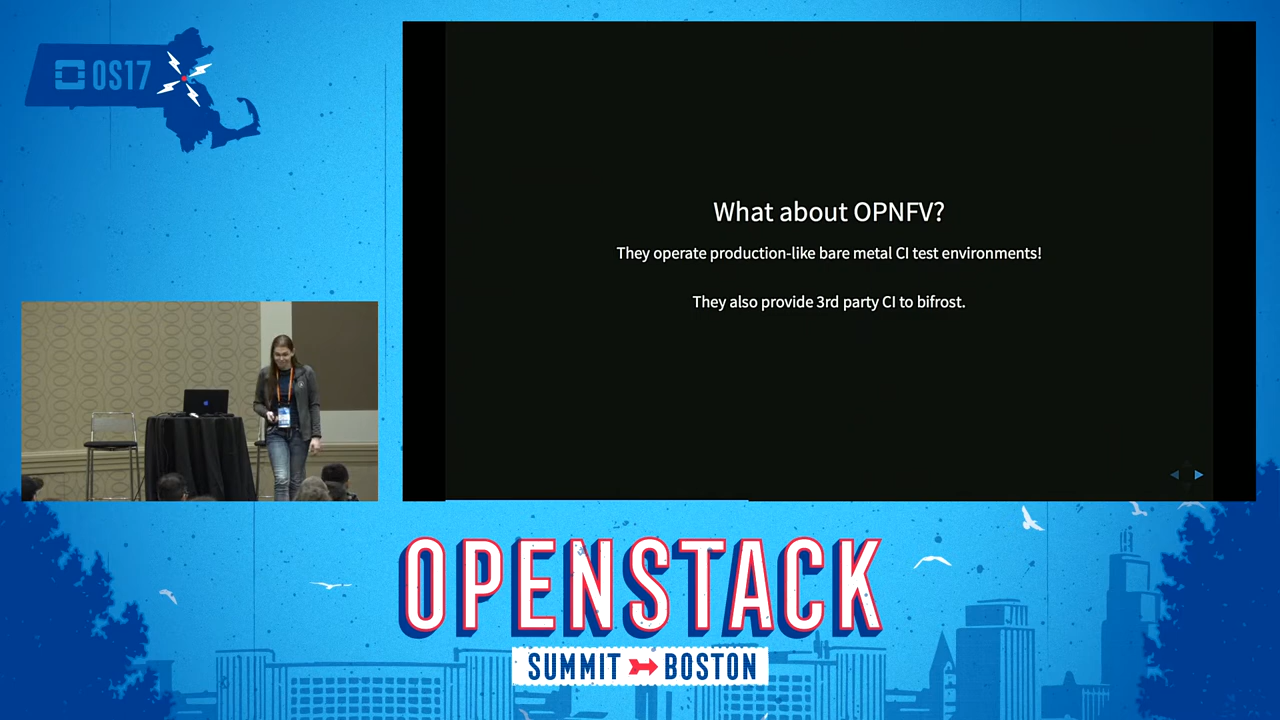 OS17
What about OPNFV?
They operate production-like bare metal CI test environments!
They also provide 3rd party CI to bifrost.
OPENSTACK
SUMMIT BOSTON